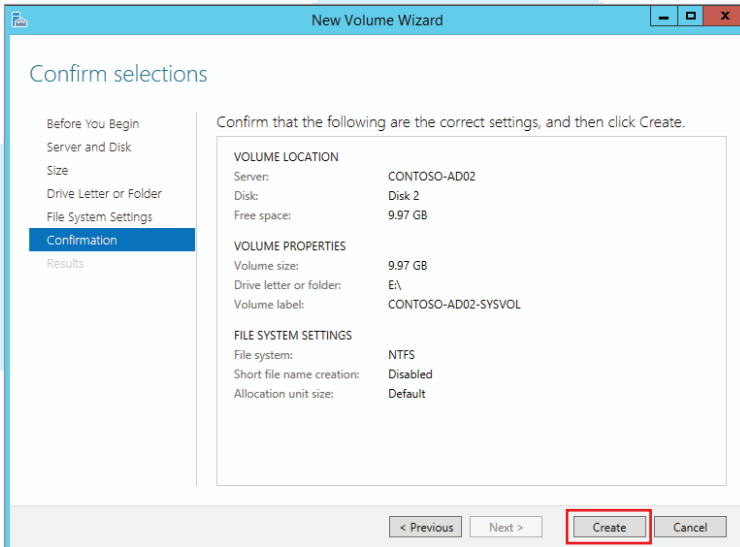 New Volume Wizard
Confirm selections
Before You Begin
Server and Disk
Size
Drive Letter or Folder
File System Settings
Confirmation
Results
Confirm that the following are the correct settings, and then click Create.
VOLUME LOCATION
Server: CONTOSO-AD02
Disk: Disk 2
Free space: 9.97 GB
VOLUME PROPERTIES
Volume size: 9.97 GB
Drive letter or folder: E:\
Volume label: CONTOSO-AD02-SYSVOL
FILE SYSTEM SETTINGS
File system: NTFS
Short file name creation: Disabled
Allocation unit size: Default
< Previous Next > Create Cancel